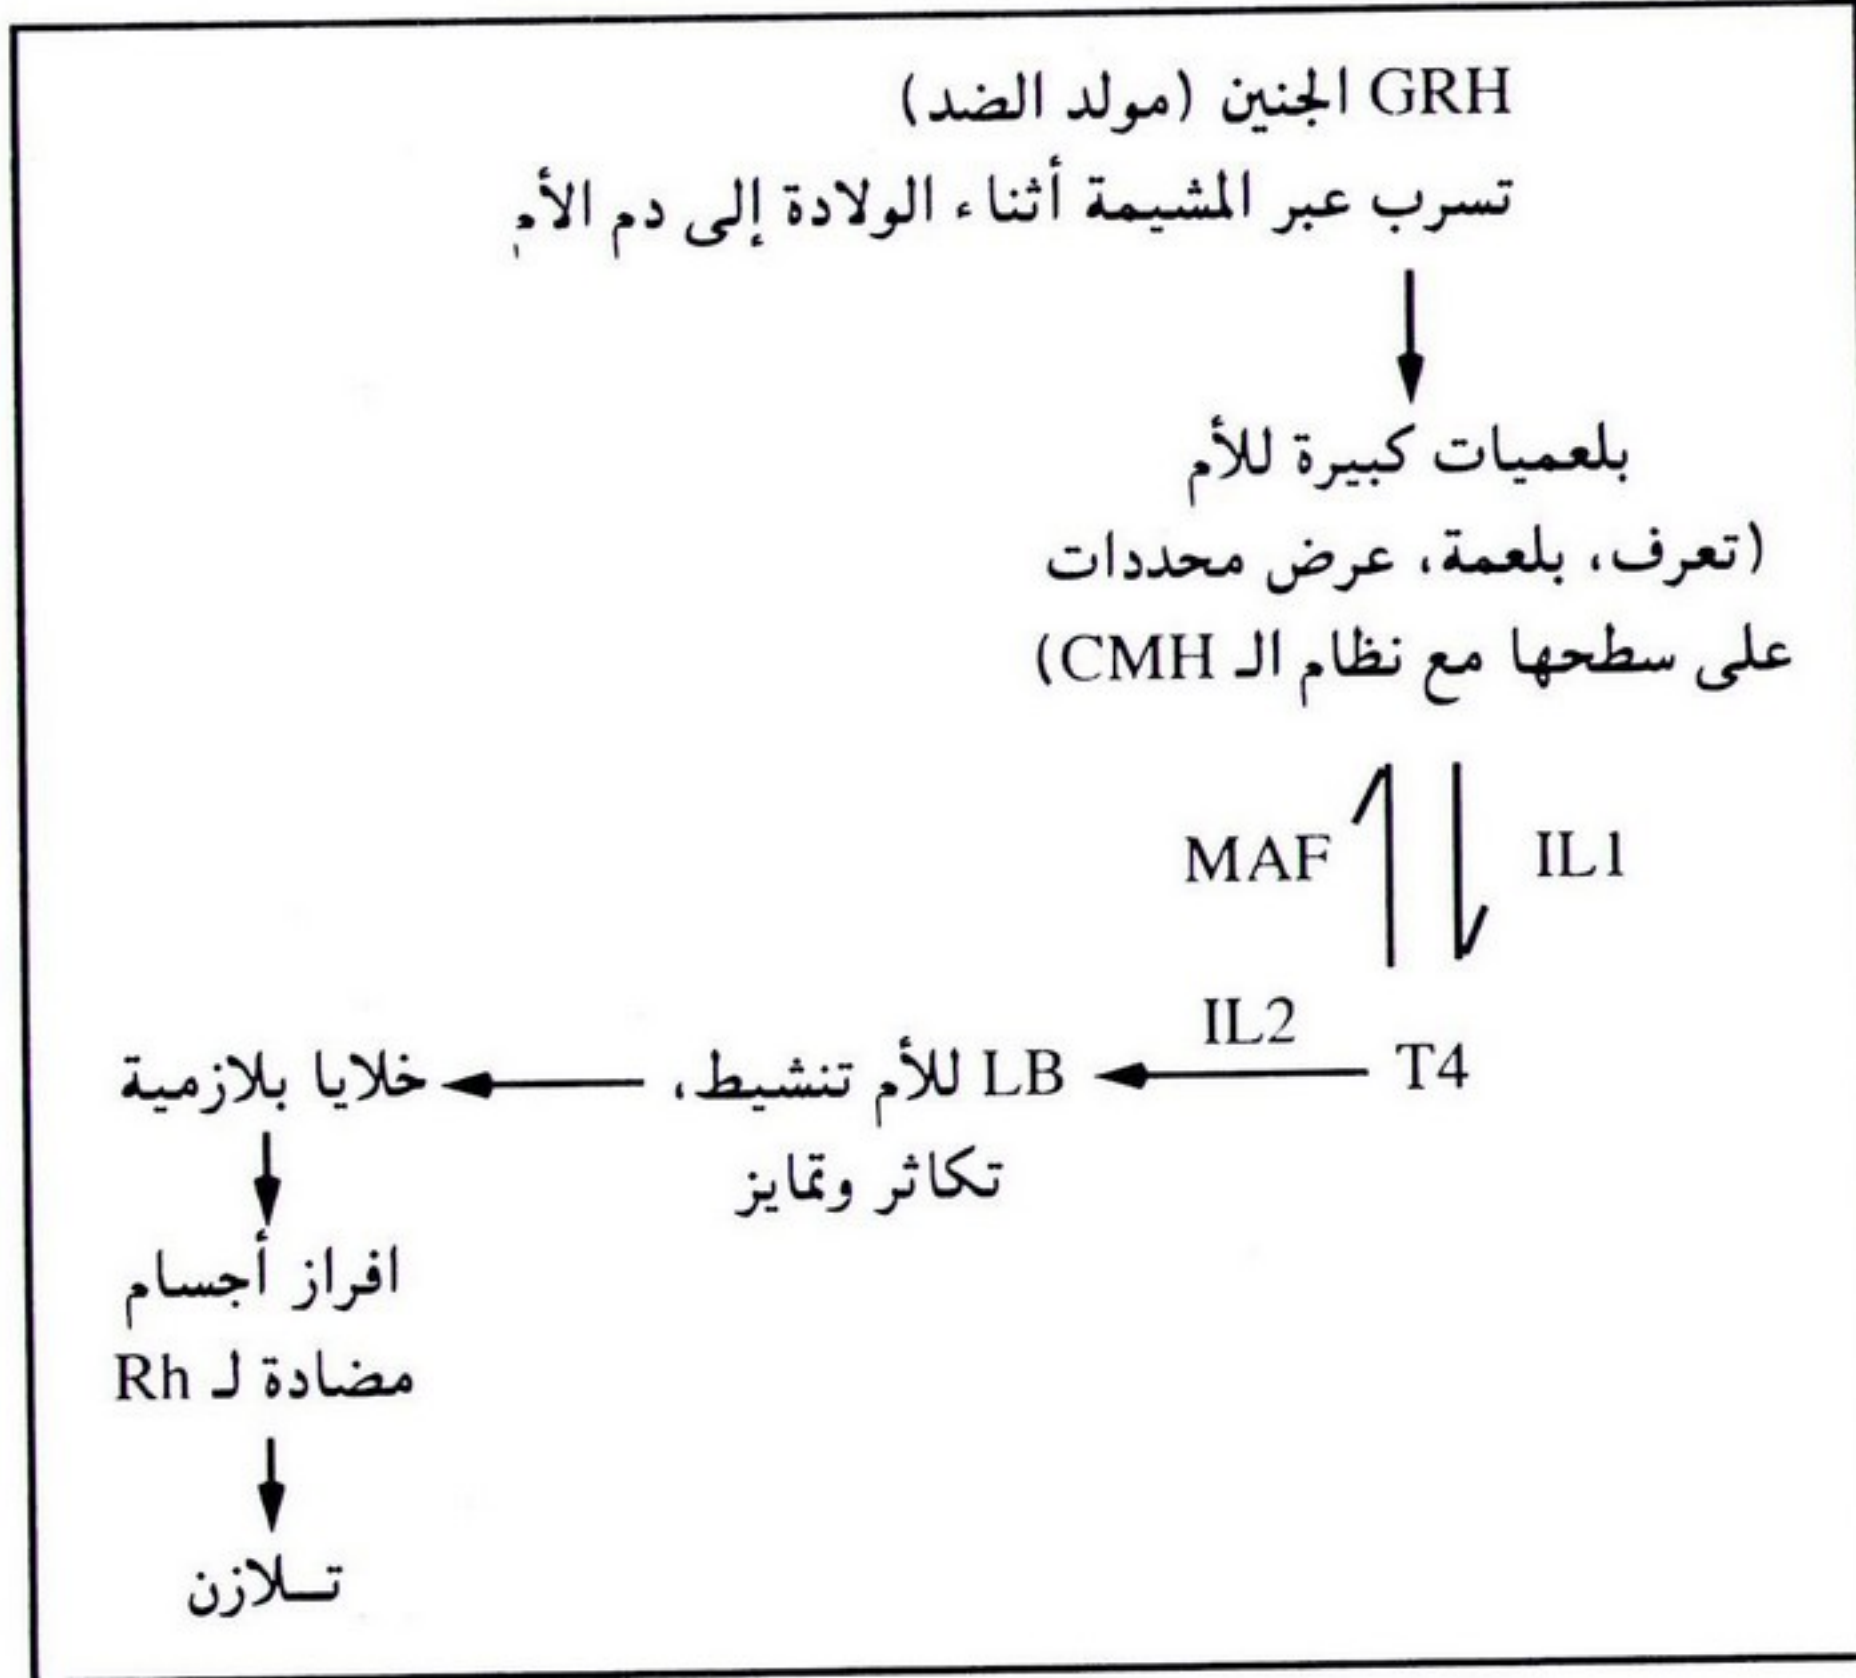 GRH الجنين (مولد الضد)
تسرب عبر المشيمة أثناء الولادة إلى دم الأم
بلعميات كبيرة للأم
(تعرف، بلعمة، عرض محددات
على سطحها مع نظام الـ CMH)
MAF
IL1
IL2
T4
LB للأم تنشيط،
تكاثر وتمايز
خلايا بلازمية
افراز أجسام
مضادة لـ Rh
تــلازن